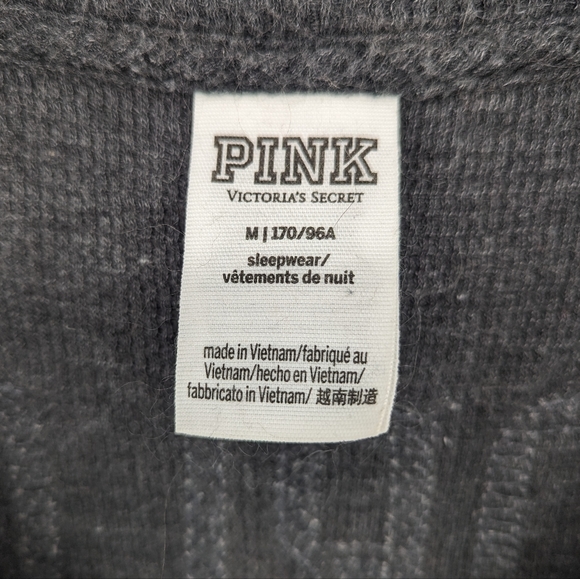 PINK
VICTORIA'S SECRET
M | 170/96A
sleepwear/
vêtements de nuit
made in Vietnam/fabriqué au
Vietnam/hecho en Vietnam/
fabbricato in Vietnam/ 越南制造